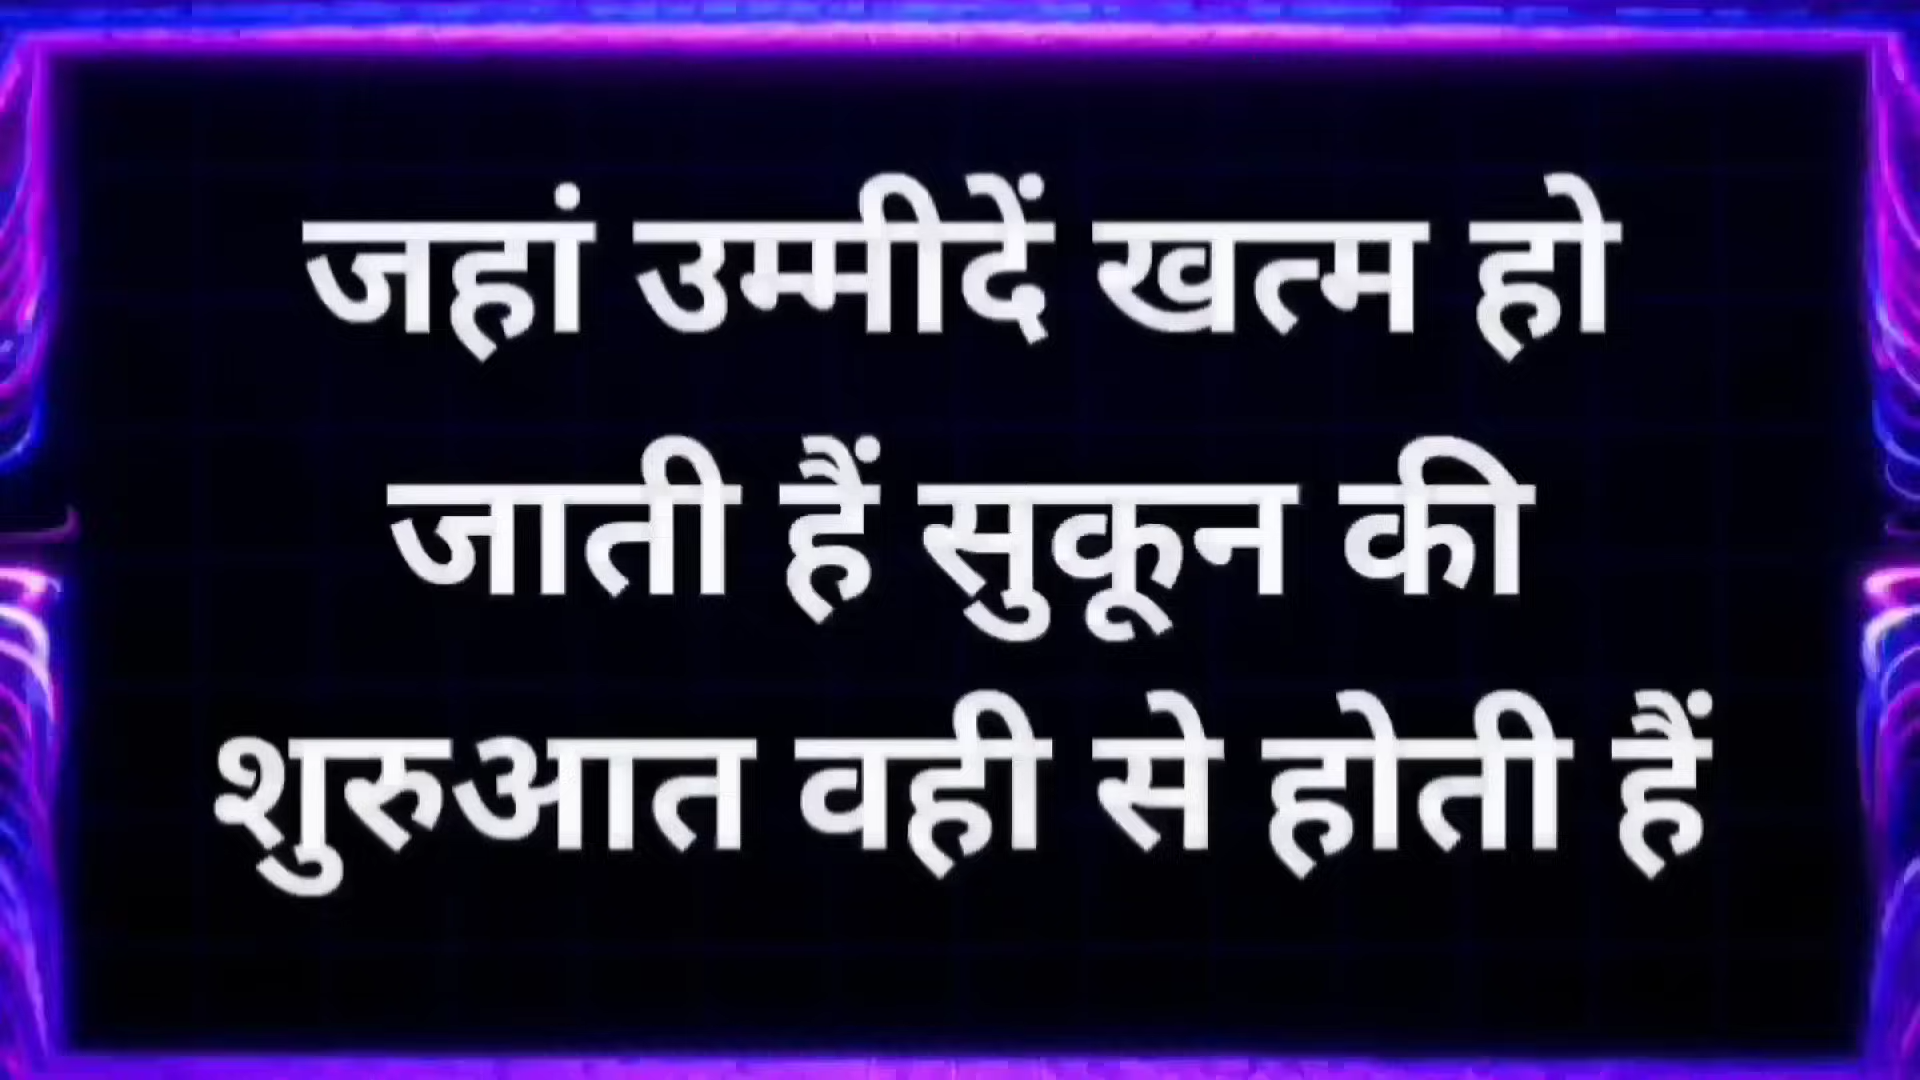 जहां उम्मीदें खत्म हो
जाती हैं सुकून की
शुरुआत वही से होती हैं